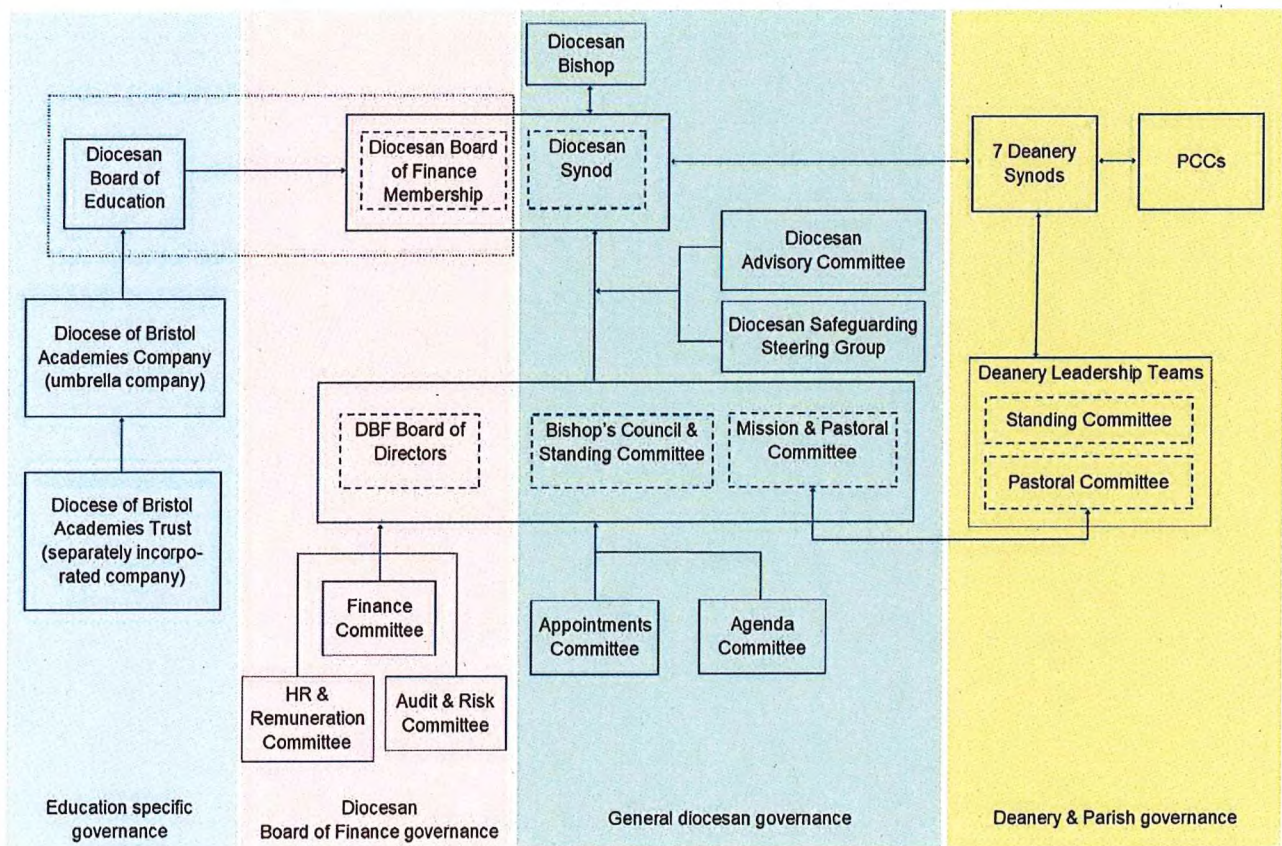 Diocesan
Bishop
Diocesan
Board of
Education
Diocesan Board
of Finance
Membership
Diocesan
Synod
7 Deanery
Synods
PCCs
Diocesan
Advisory Committee
Diocesan Safeguarding
Steering Group
Diocese of Bristol
Academies Company
(umbrella company)
Deanery Leadership Teams
Standing Committee
Pastoral Committee
DBF Board of
Directors
Bishop's Council &
Standing Committee
Mission & Pastoral
Committee
Diocese of Bristol
Academies Trust
(separately incorpo-
rated company)
Finance
Committee
Appointments
Committee
Agenda
Committee
HR &
Remuneration
Committee
Audit & Risk
Committee
Education specific
governance
Diocesan
Board of Finance governance
General diocesan governance
Deanery & Parish governance